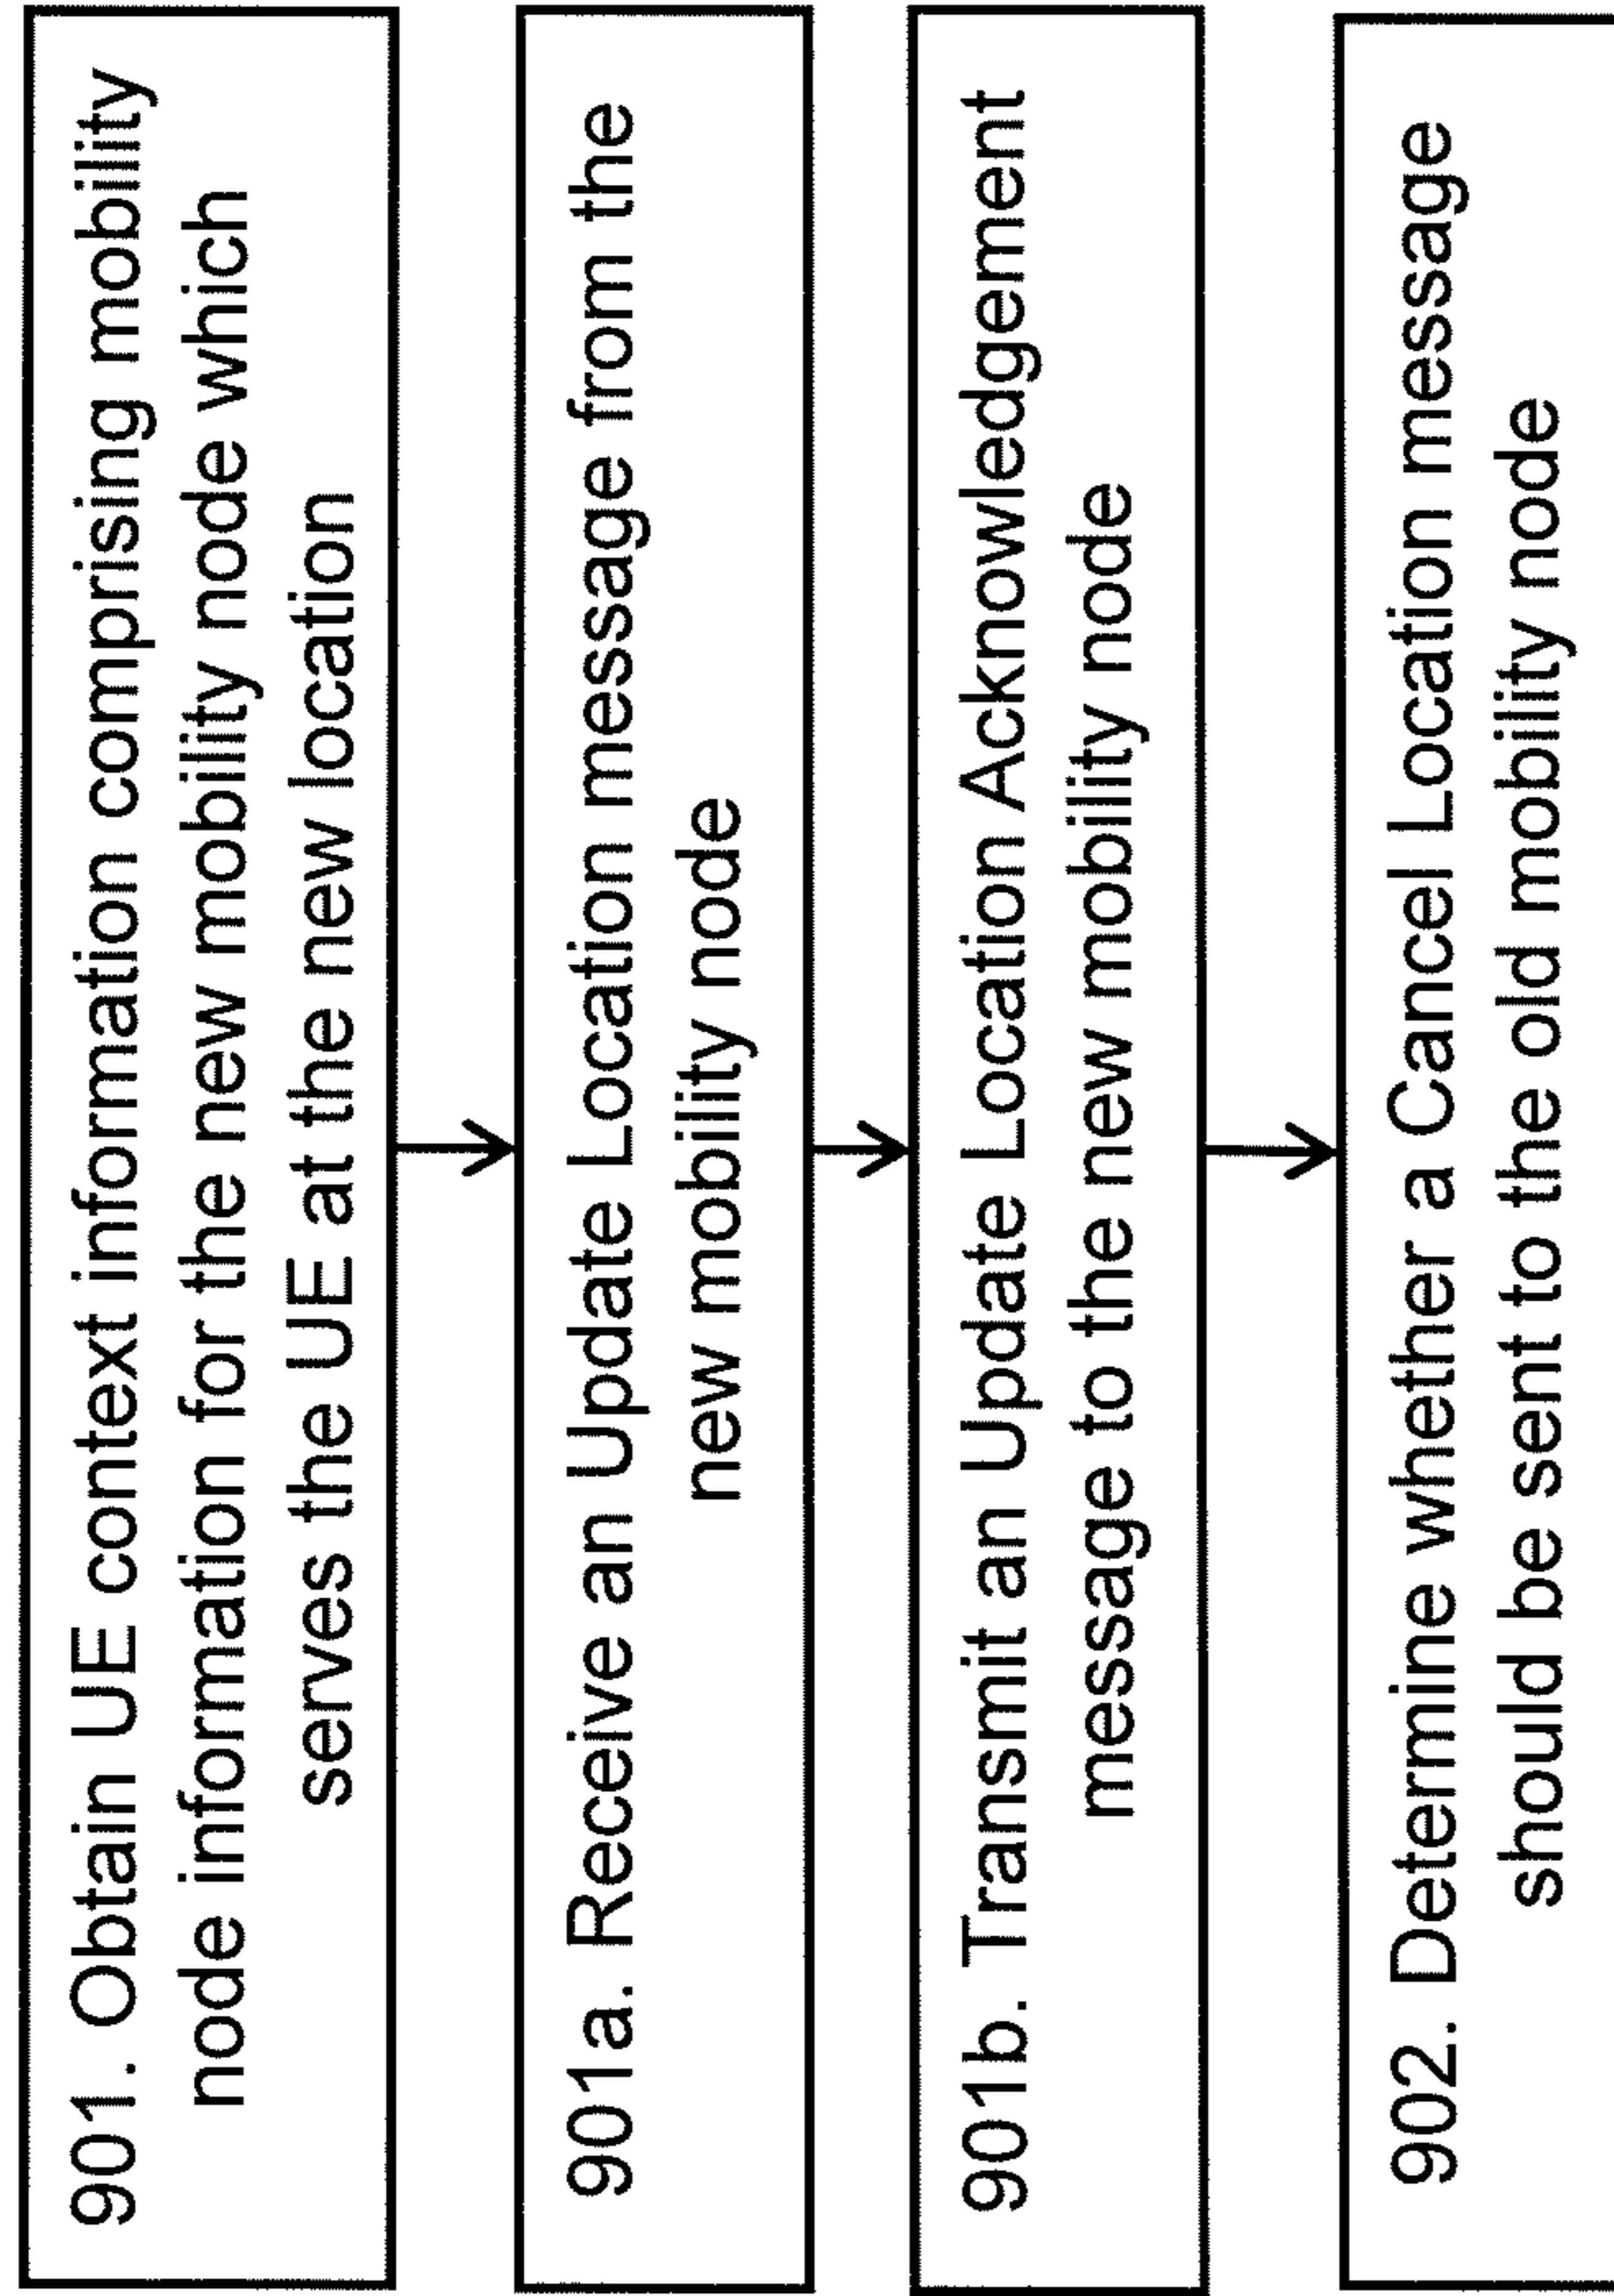 901. Obtain UE context information comprising mobility
node information for the new mobility node which
serves the UE at the new location
901a. Receive an Update Location message from the
new mobility node
901b. Transmit an Update Location Acknowledgement
message to the new mobility node
902. Determine whether a Cancel Location message
should be sent to the old mobility node